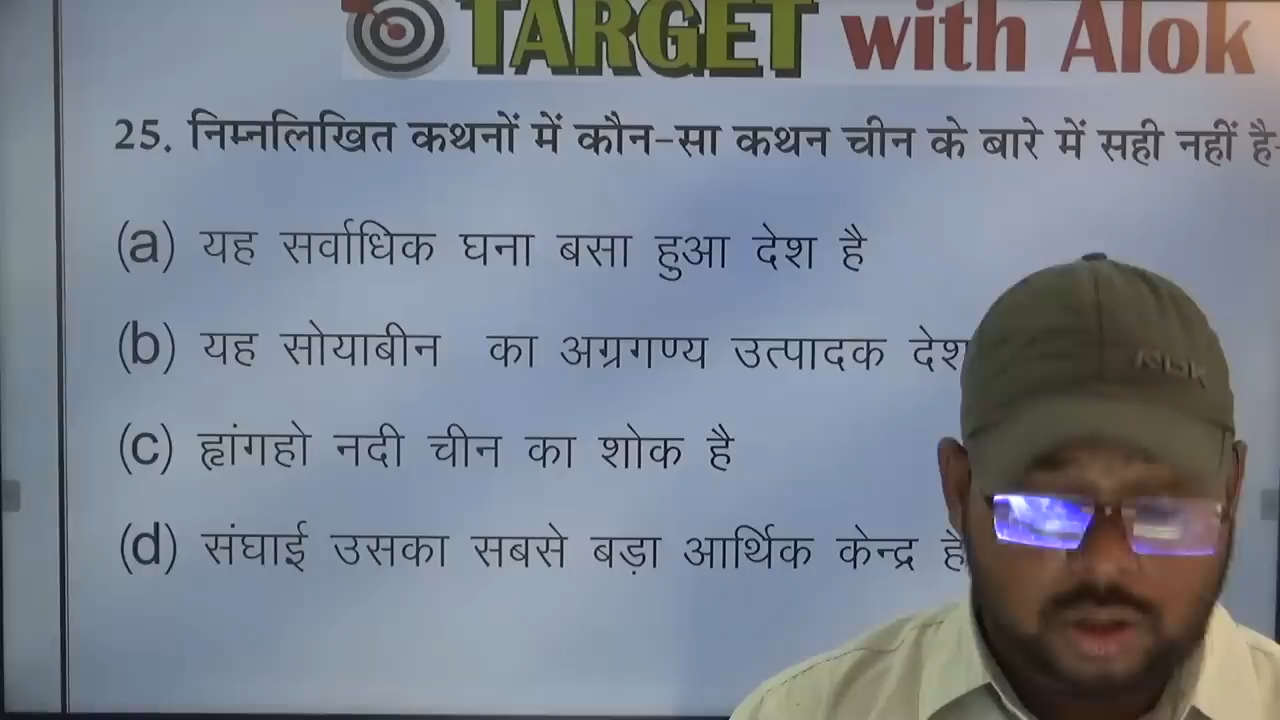 TARGET with Alok
25. निम्नलिखित कथनों में कौन-सा कथन चीन के बारे में सही नहीं है-
(a) यह सर्वाधिक घना बसा हुआ देश है
(b) यह सोयाबीन का अग्रगण्य उत्पादक देश
(c) ह्वांगहो नदी चीन का शोक है
(d) संघाई उसका सबसे बड़ा आर्थिक केन्द्र है